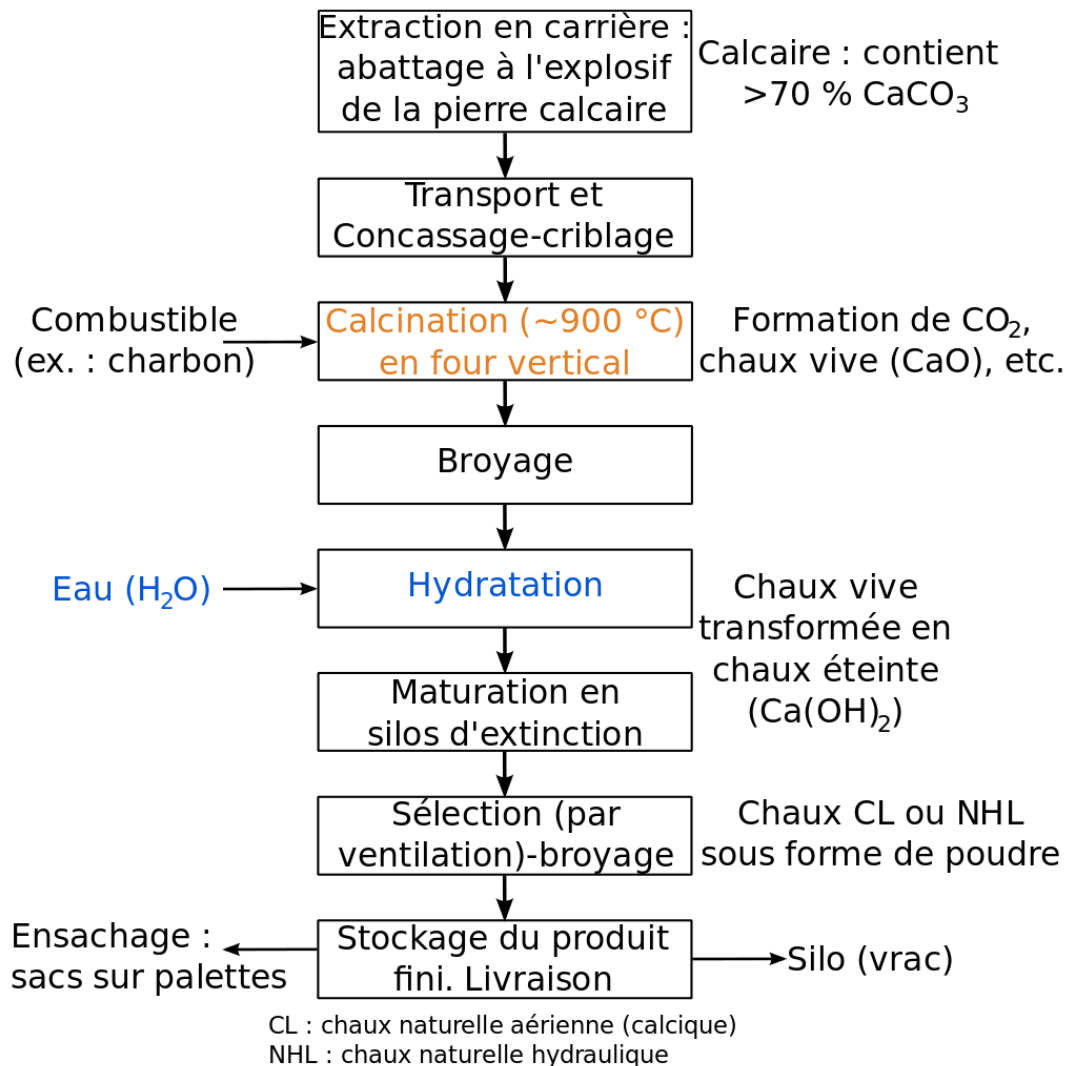 Extraction en carrière :
abattage à l'explosif
de la pierre calcaire
Calcaire : contient
>70 % CaCO₃
Transport et
Concassage-criblage
Combustible
(ex. : charbon)
Calcination (~900 °C)
en four vertical
Formation de CO₂,
chaux vive (CaO), etc.
Broyage
Eau (H₂O)
Hydratation
Chaux vive
transformée en
chaux éteinte
(Ca(OH)₂)
Maturation en
silos d'extinction
Sélection (par
ventilation)-broyage
Chaux CL ou NHL
sous forme de poudre
Ensachage :
sacs sur palettes
Stockage du produit
fini. Livraison
Silo (vrac)
CL : chaux naturelle aérienne (calcique)
NHL : chaux naturelle hydraulique